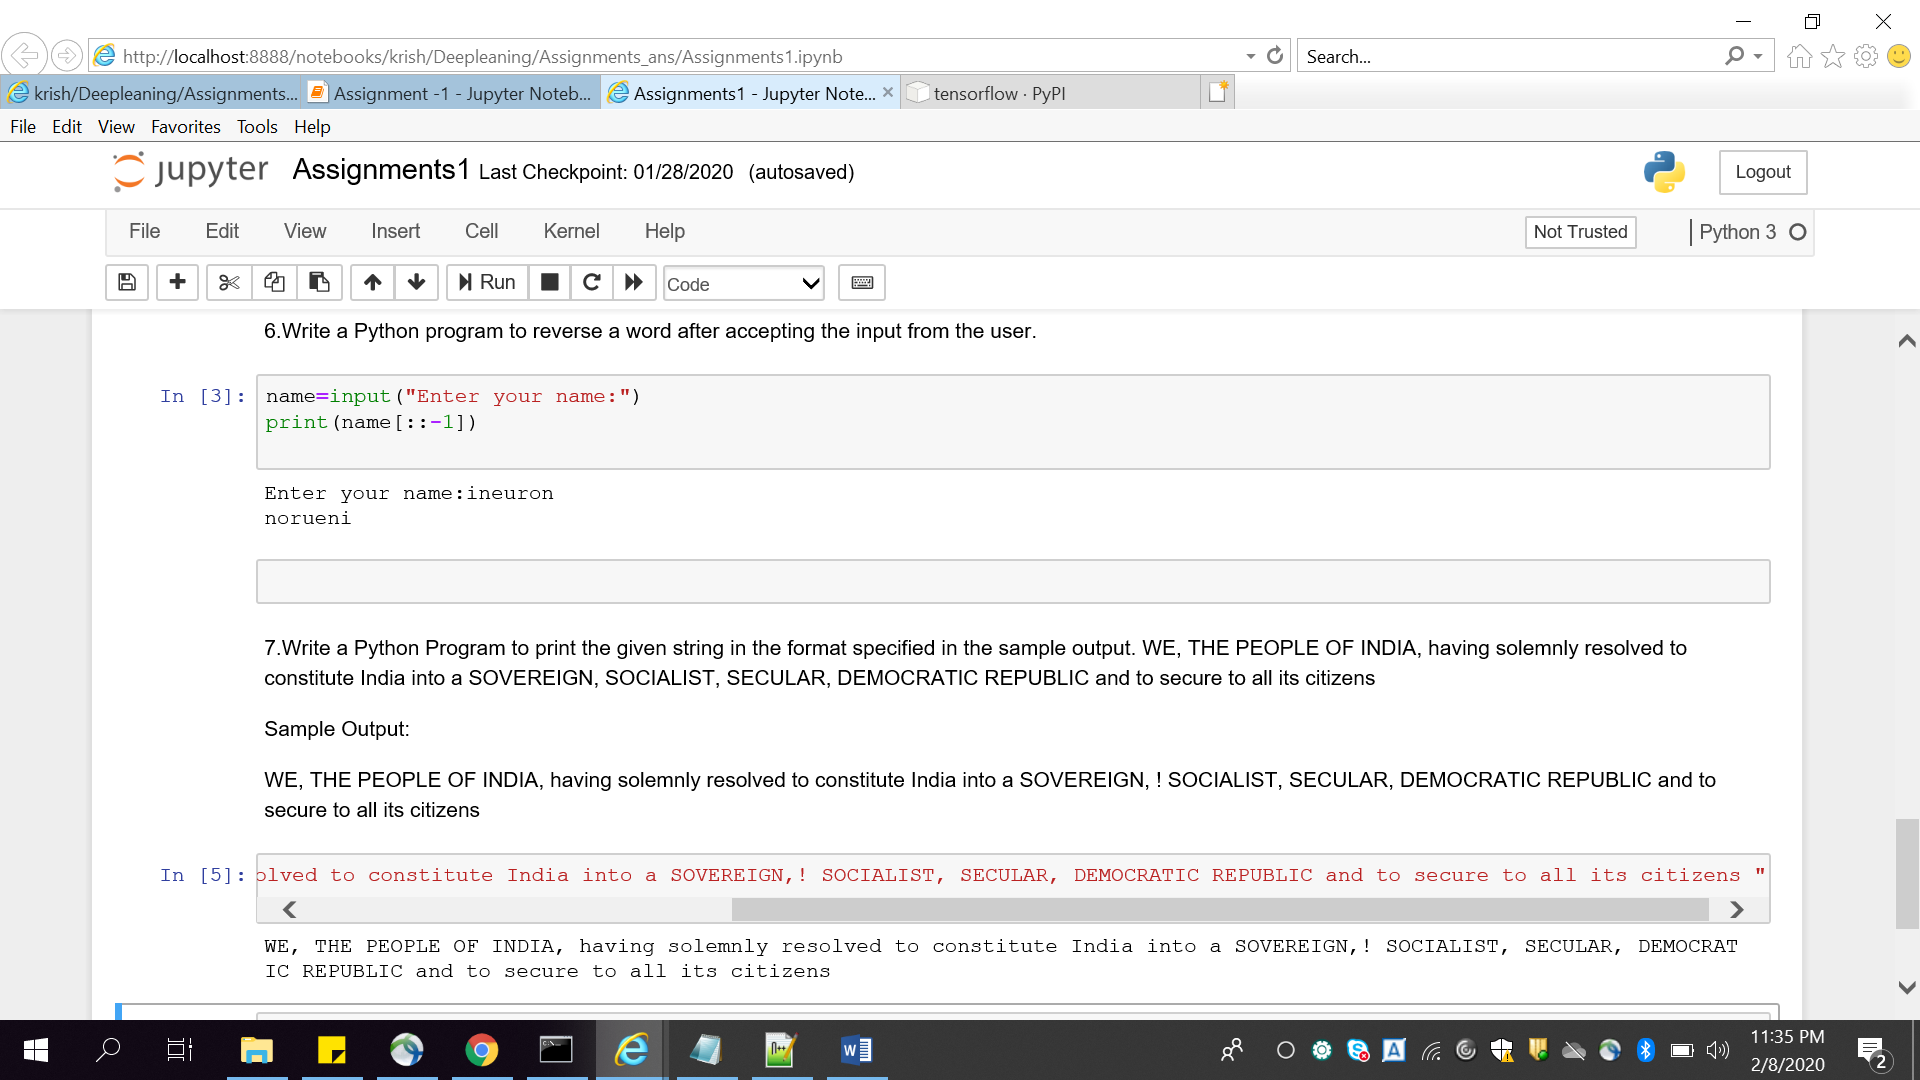 http://localhost:8888/notebooks/krish/Deepleaning/Assignments_ans/Assignments1.ipynb
Search...
krish/Deepleaning/Assignments...
Assignment -1 - Jupyter Noteb...
Assignments1 - Jupyter Note...
tensorflow · PyPI
File Edit View Favorites Tools Help
jupyter Assignments1 Last Checkpoint: 01/28/2020 (autosaved)
Logout
File Edit View Insert Cell Kernel Help
Not Trusted
Python 3
Run
Code
6.Write a Python program to reverse a word after accepting the input from the user.
In [3]: name=input("Enter your name:")
print(name[::-1])
Enter your name:ineuron
norueni
7.Write a Python Program to print the given string in the format specified in the sample output. WE, THE PEOPLE OF INDIA, having solemnly resolved to
constitute India into a SOVEREIGN, SOCIALIST, SECULAR, DEMOCRATIC REPUBLIC and to secure to all its citizens
Sample Output:
WE, THE PEOPLE OF INDIA, having solemnly resolved to constitute India into a SOVEREIGN, ! SOCIALIST, SECULAR, DEMOCRATIC REPUBLIC and to
secure to all its citizens
In [5]: olved to constitute India into a SOVEREIGN,! SOCIALIST, SECULAR, DEMOCRATIC REPUBLIC and to secure to all its citizens "
WE, THE PEOPLE OF INDIA, having solemnly resolved to constitute India into a SOVEREIGN,! SOCIALIST, SECULAR, DEMOCRAT
IC REPUBLIC and to secure to all its citizens
11:35 PM
2/8/2020
2